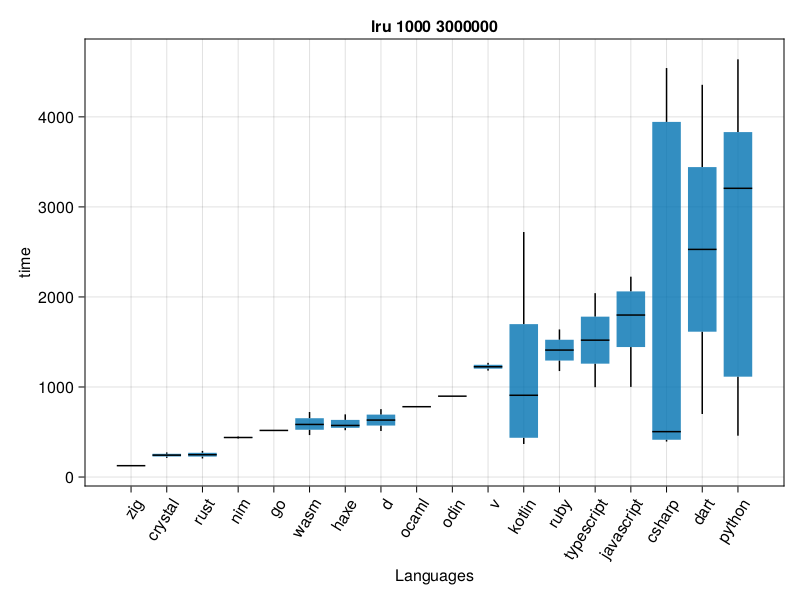 lru 1000 3000000
time
4000
3000
2000
1000
0
zig
crystal
rust
nim
go
wasm
haxe
d
ocaml
odin
v
kotlin
ruby
typescript
javascript
csharp
dart
python
Languages